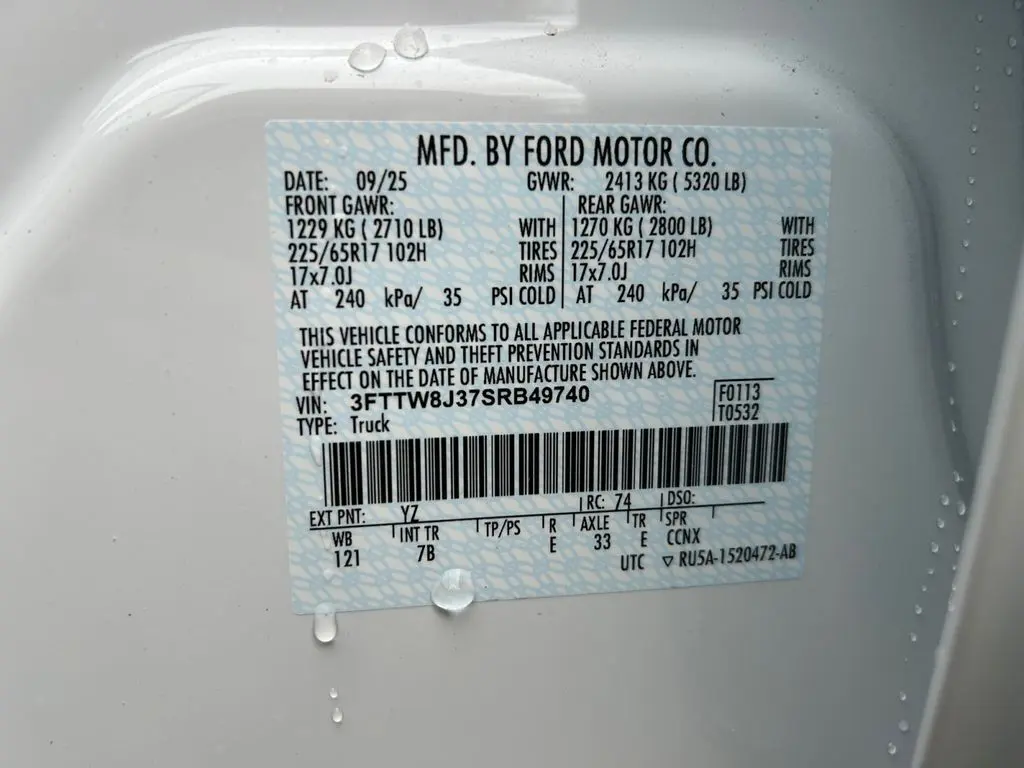 MFD. BY FORD MOTOR CO.
DATE: 09/25 GVWR: 2413 KG ( 5320 LB)
FRONT GAWR: REAR GAWR:
1229 KG ( 2710 LB) WITH 1270 KG ( 2800 LB) WITH
225/65R17 102H TIRES 225/65R17 102H TIRES
17x7.0J RIMS 17x7.0J RIMS
AT 240 kPa/ 35 PSI COLD AT 240 kPa/ 35 PSI COLD
THIS VEHICLE CONFORMS TO ALL APPLICABLE FEDERAL MOTOR
VEHICLE SAFETY AND THEFT PREVENTION STANDARDS IN
EFFECT ON THE DATE OF MANUFACTURE SHOWN ABOVE.
VIN: 3FTTW8J37SRB49740 F0113
TYPE: Truck T0532
EXT PNT: YZ RC: 74 DSO:
WB INT TR TP/PS R AXLE TR SPR
121 7B E 33 E CCNX
UTC ▽ RU5A-1520472-AB